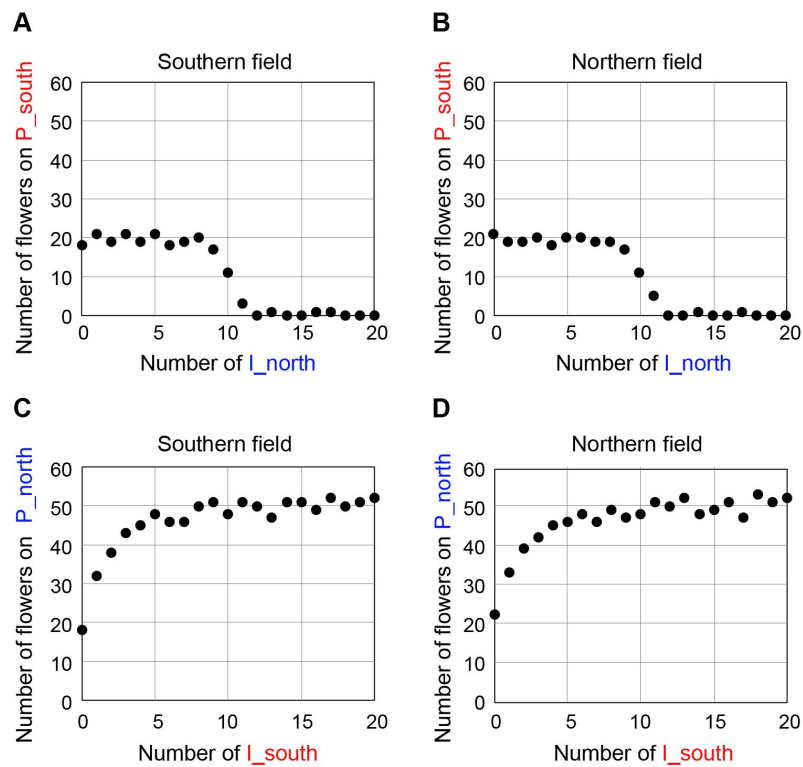 A
Southern field
Number of flowers on P_south
60
50
40
30
20
10
0
0 5 10 15 20
Number of I_north
B
Northern field
Number of flowers on P_south
60
50
40
30
20
10
0
0 5 10 15 20
Number of I_north
C
Southern field
Number of flowers on P_north
60
50
40
30
20
10
0
0 5 10 15 20
Number of I_south
D
Northern field
Number of flowers on P_north
60
50
40
30
20
10
0
0 5 10 15 20
Number of I_south